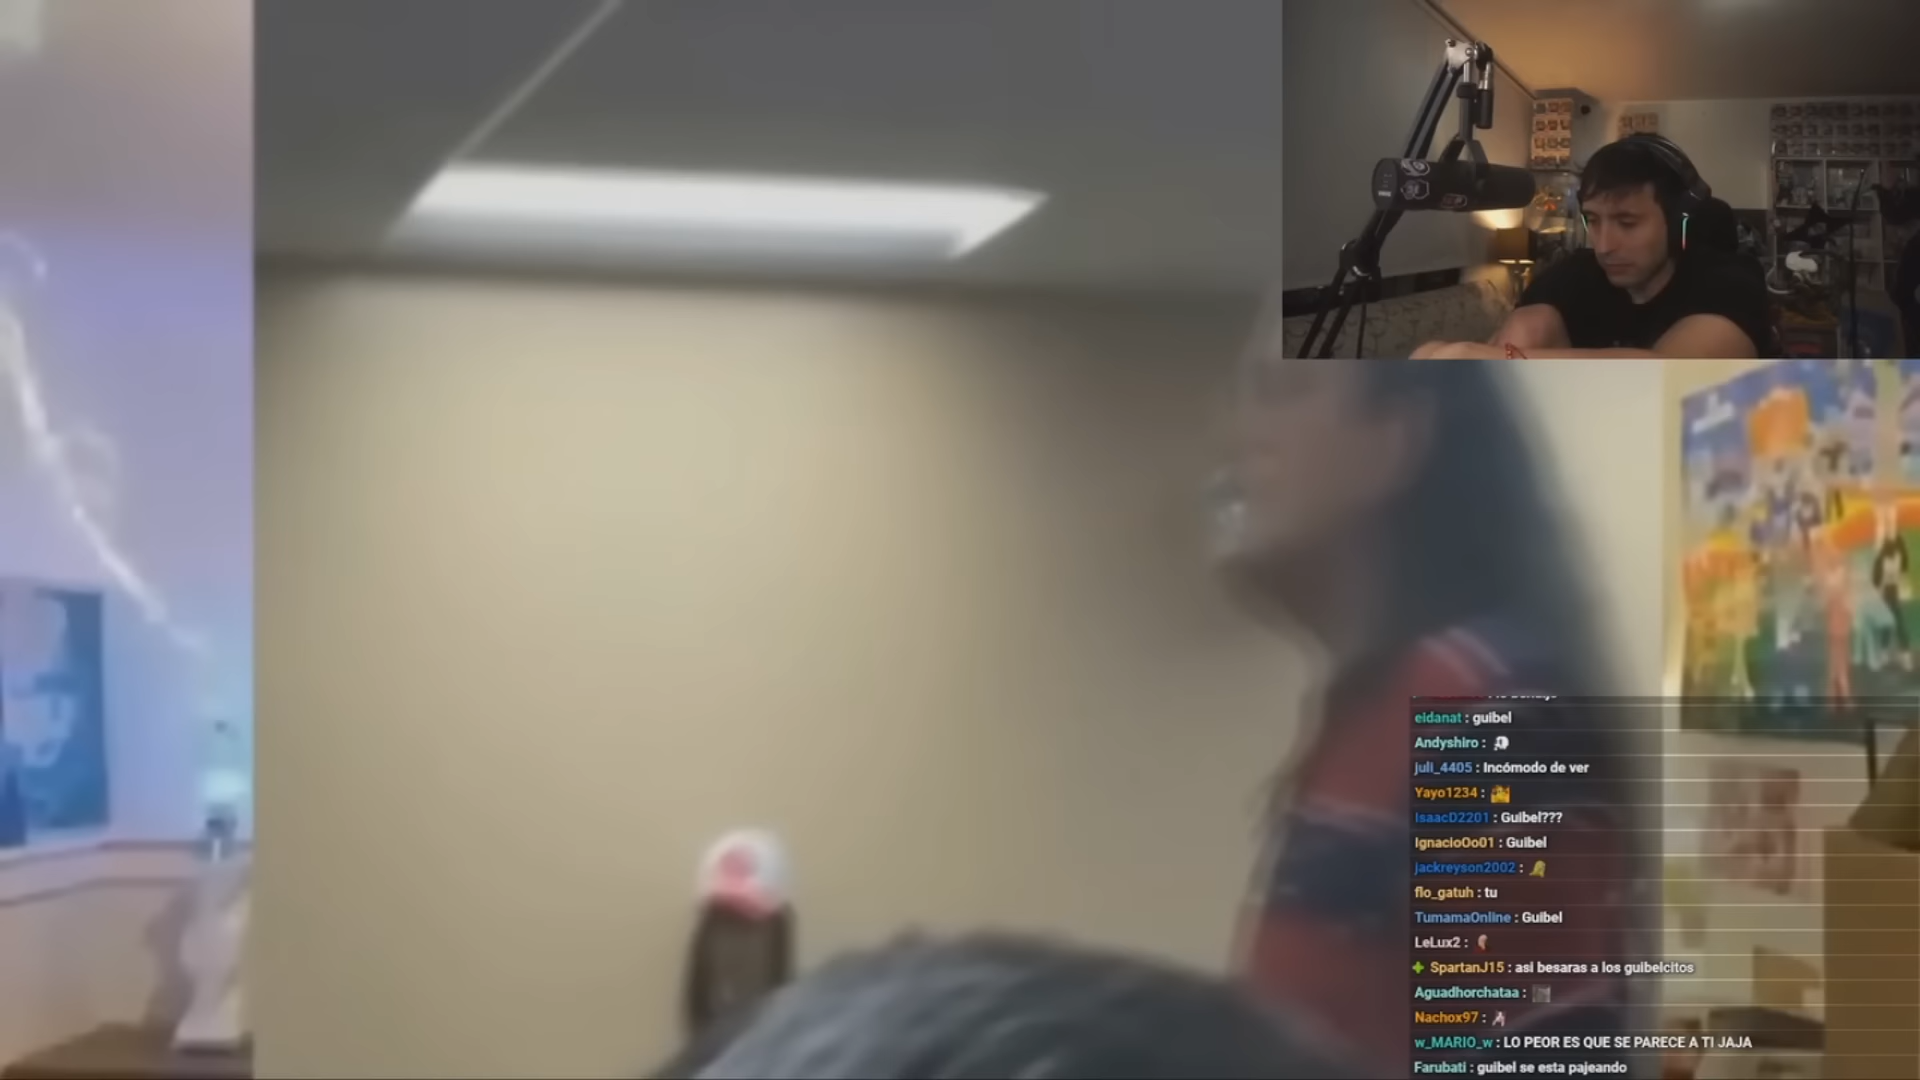 eidanat : guibel
Andyshiro :
juli_4405 : Incómodo de ver
Yayo1234 :
IsaacD2201 : Guibel???
IgnacioOo01 : Guibel
jackreyson2002 :
flo_gatuh : tu
TumamaOnline : Guibel
LeLux2 :
SpartanJ15 : asi besaras a los guibelcitos
Aguadhorchataa :
Nachox97 :
w_MARIO_w : LO PEOR ES QUE SE PARECE A TI JAJA
Farubati : guibel se esta pajeando